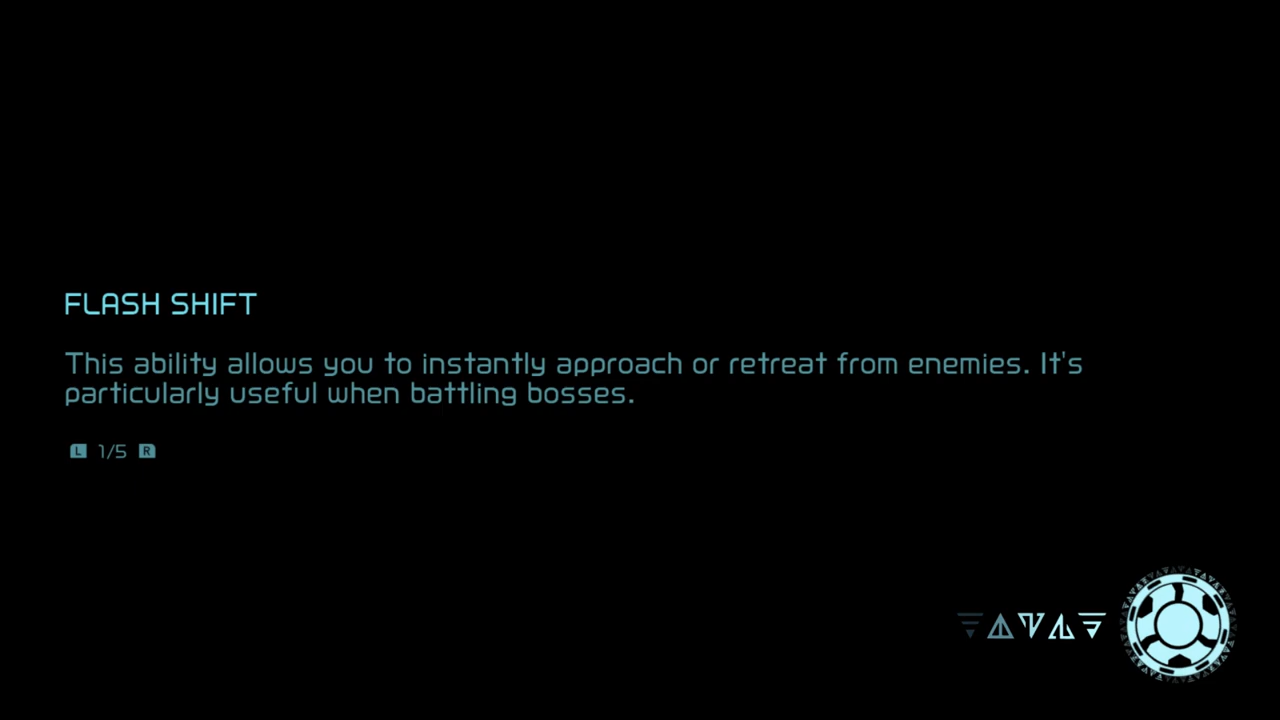 FLASH SHIFT
This ability allows you to instantly approach or retreat from enemies. It's
particularly useful when battling bosses.
L 1/5 R